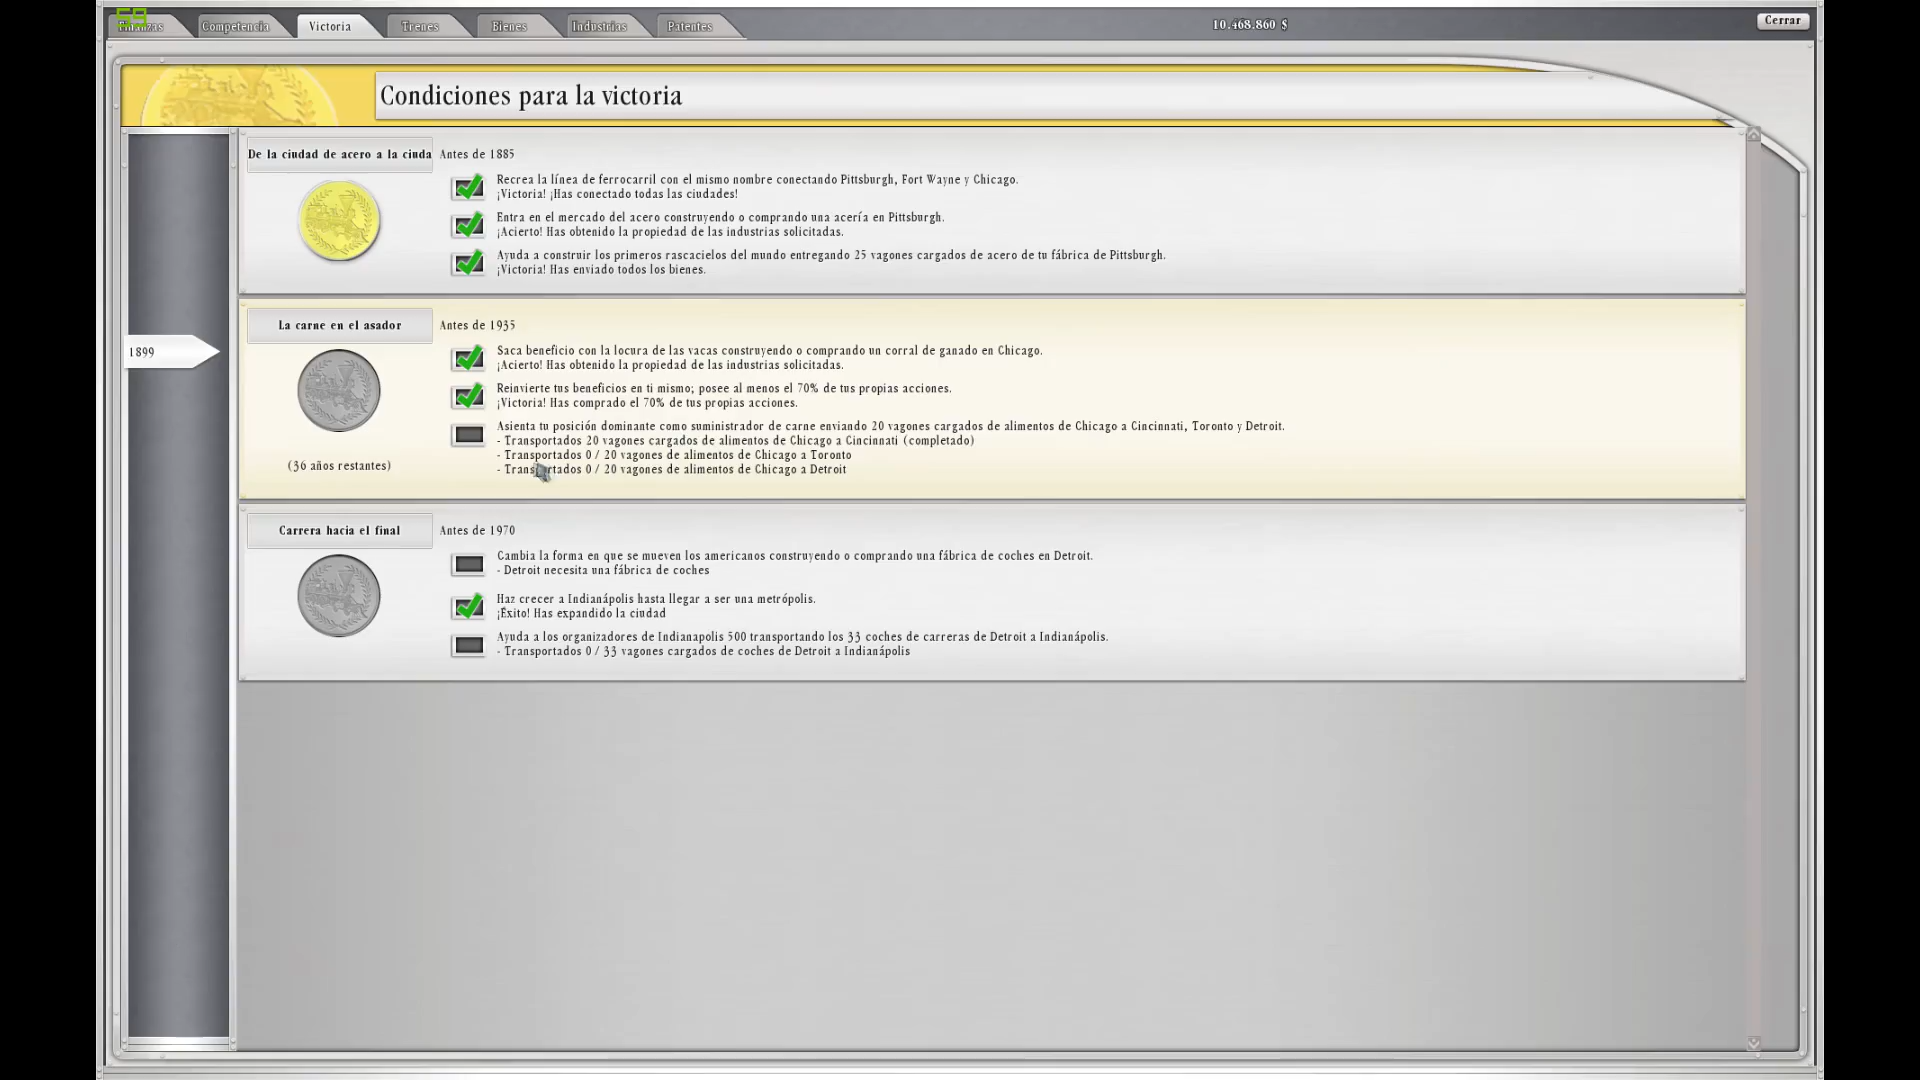 59
Finanzas
Competencia
Victoria
Trenes
Bienes
Industrias
Patentes
10.468.860 $
Cerrar
Condiciones para la victoria
1899
De la ciudad de acero a la ciuda
Antes de 1885
Recrea la línea de ferrocarril con el mismo nombre conectando Pittsburgh, Fort Wayne y Chicago.
¡Victoria! ¡Has conectado todas las ciudades!
Entra en el mercado del acero construyendo o comprando una acería en Pittsburgh.
¡Acierto! Has obtenido la propiedad de las industrias solicitadas.
Ayuda a construir los primeros rascacielos del mundo entregando 25 vagones cargados de acero de tu fábrica de Pittsburgh.
¡Victoria! Has enviado todos los bienes.
La carne en el asador
Antes de 1935
Saca beneficio con la locura de las vacas construyendo o comprando un corral de ganado en Chicago.
¡Acierto! Has obtenido la propiedad de las industrias solicitadas.
Reinvierte tus beneficios en ti mismo; posee al menos el 70% de tus propias acciones.
¡Victoria! Has comprado el 70% de tus propias acciones.
Asienta tu posición dominante como suministrador de carne enviando 20 vagones cargados de alimentos de Chicago a Cincinnati, Toronto y Detroit.
- Transportados 20 vagones cargados de alimentos de Chicago a Cincinnati (completado)
- Transportados 0 / 20 vagones de alimentos de Chicago a Toronto
- Transportados 0 / 20 vagones de alimentos de Chicago a Detroit
(36 años restantes)
Carrera hacia el final
Antes de 1970
Cambia la forma en que se mueven los americanos construyendo o comprando una fábrica de coches en Detroit.
- Detroit necesita una fábrica de coches
Haz crecer a Indianápolis hasta llegar a ser una metrópolis.
¡Éxito! Has expandido la ciudad
Ayuda a los organizadores de Indianapolis 500 transportando los 33 coches de carreras de Detroit a Indianápolis.
- Transportados 0 / 33 vagones cargados de coches de Detroit a Indianápolis